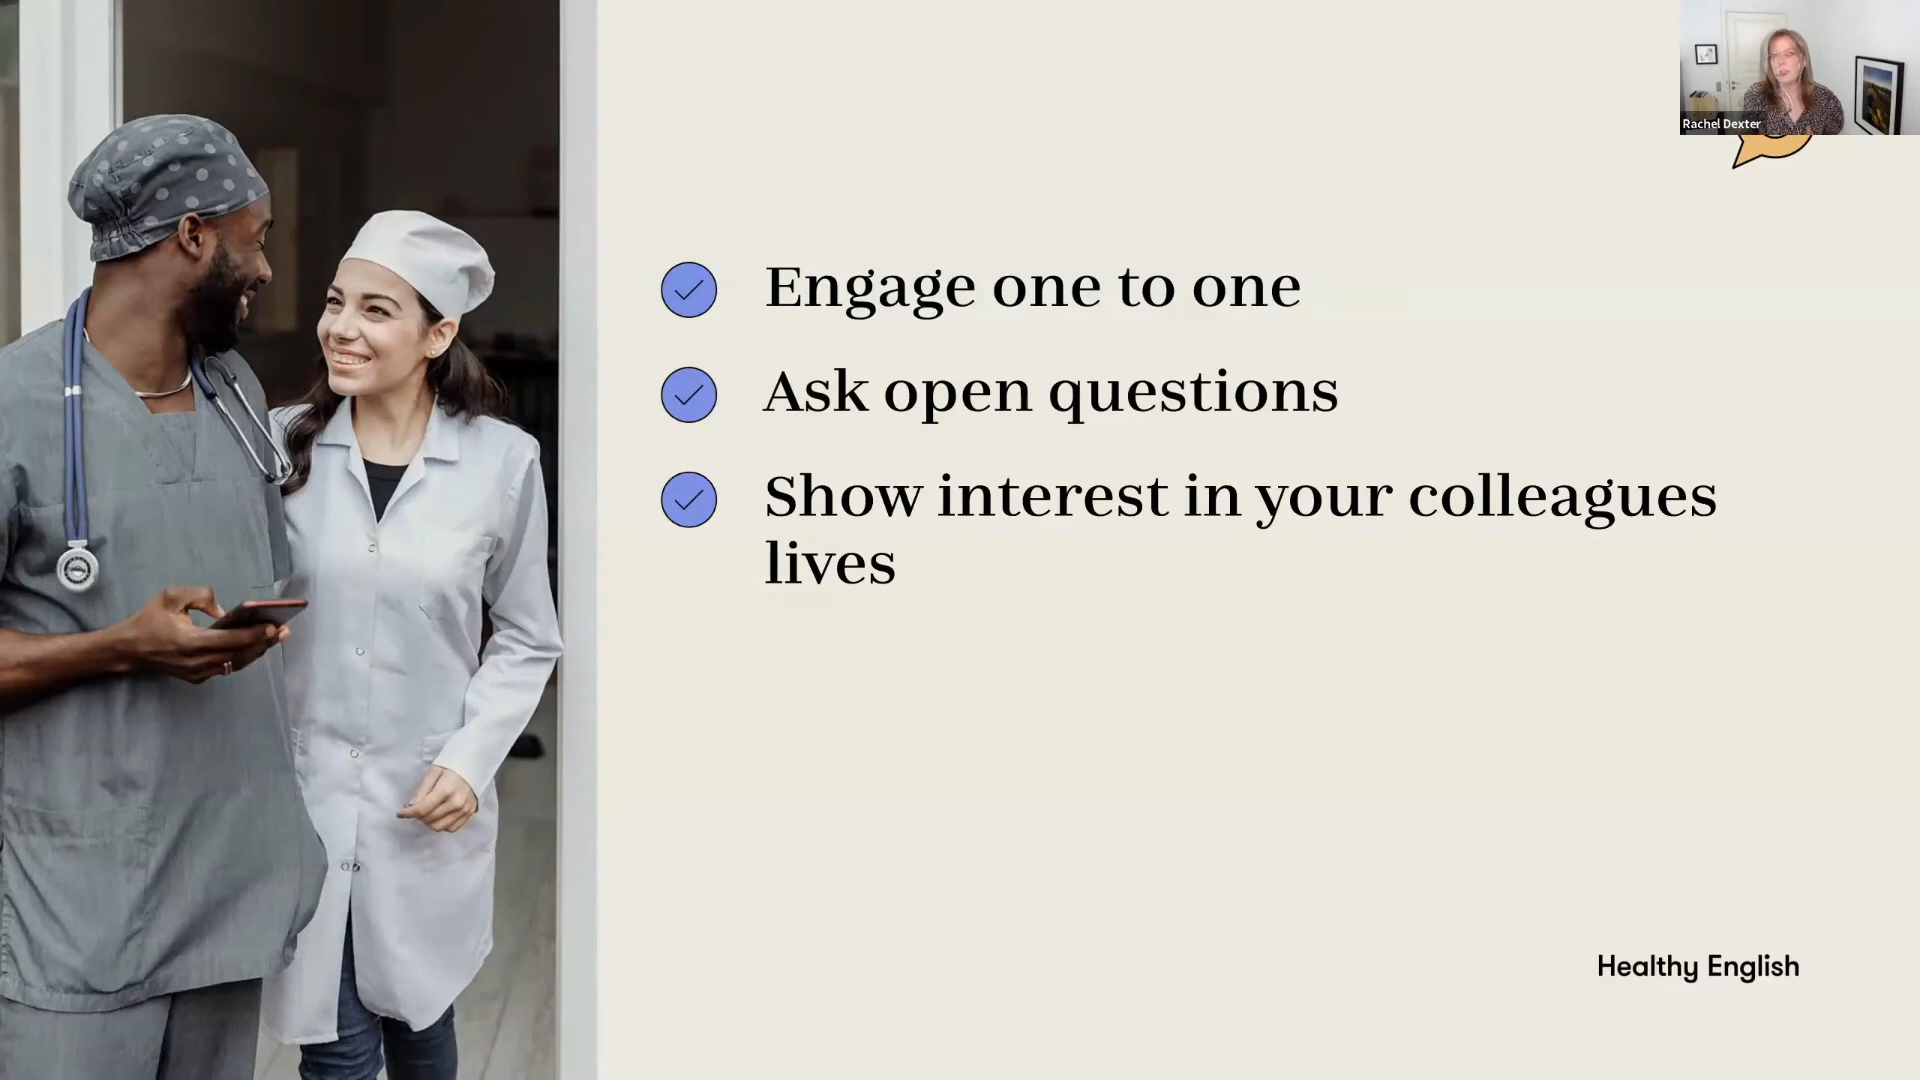 Rachel Dexter
Engage one to one
Ask open questions
Show interest in your colleagues
lives
Healthy English